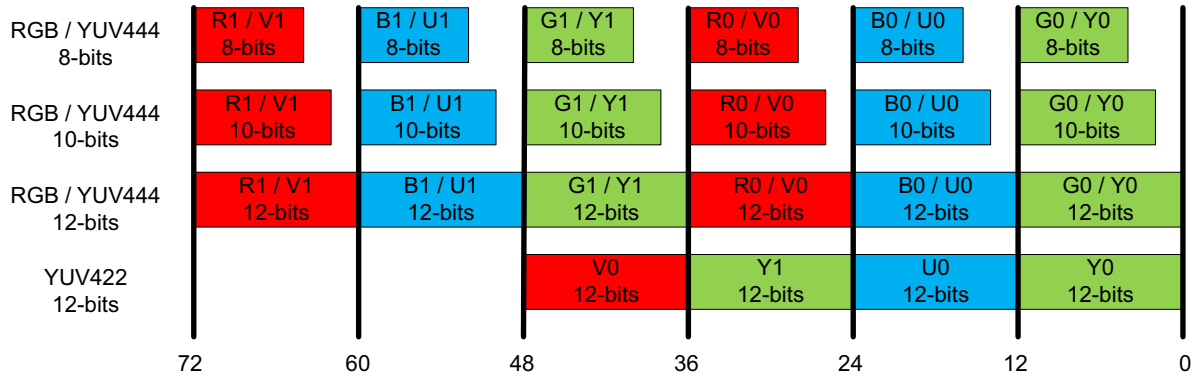 RGB / YUV444
8-bits
R1 / V1
8-bits
B1 / U1
8-bits
G1 / Y1
8-bits
R0 / V0
8-bits
B0 / U0
8-bits
G0 / Y0
8-bits
RGB / YUV444
10-bits
R1 / V1
10-bits
B1 / U1
10-bits
G1 / Y1
10-bits
R0 / V0
10-bits
B0 / U0
10-bits
G0 / Y0
10-bits
RGB / YUV444
12-bits
R1 / V1
12-bits
B1 / U1
12-bits
G1 / Y1
12-bits
R0 / V0
12-bits
B0 / U0
12-bits
G0 / Y0
12-bits
YUV422
12-bits
V0
12-bits
Y1
12-bits
U0
12-bits
Y0
12-bits
72 60 48 36 24 12 0